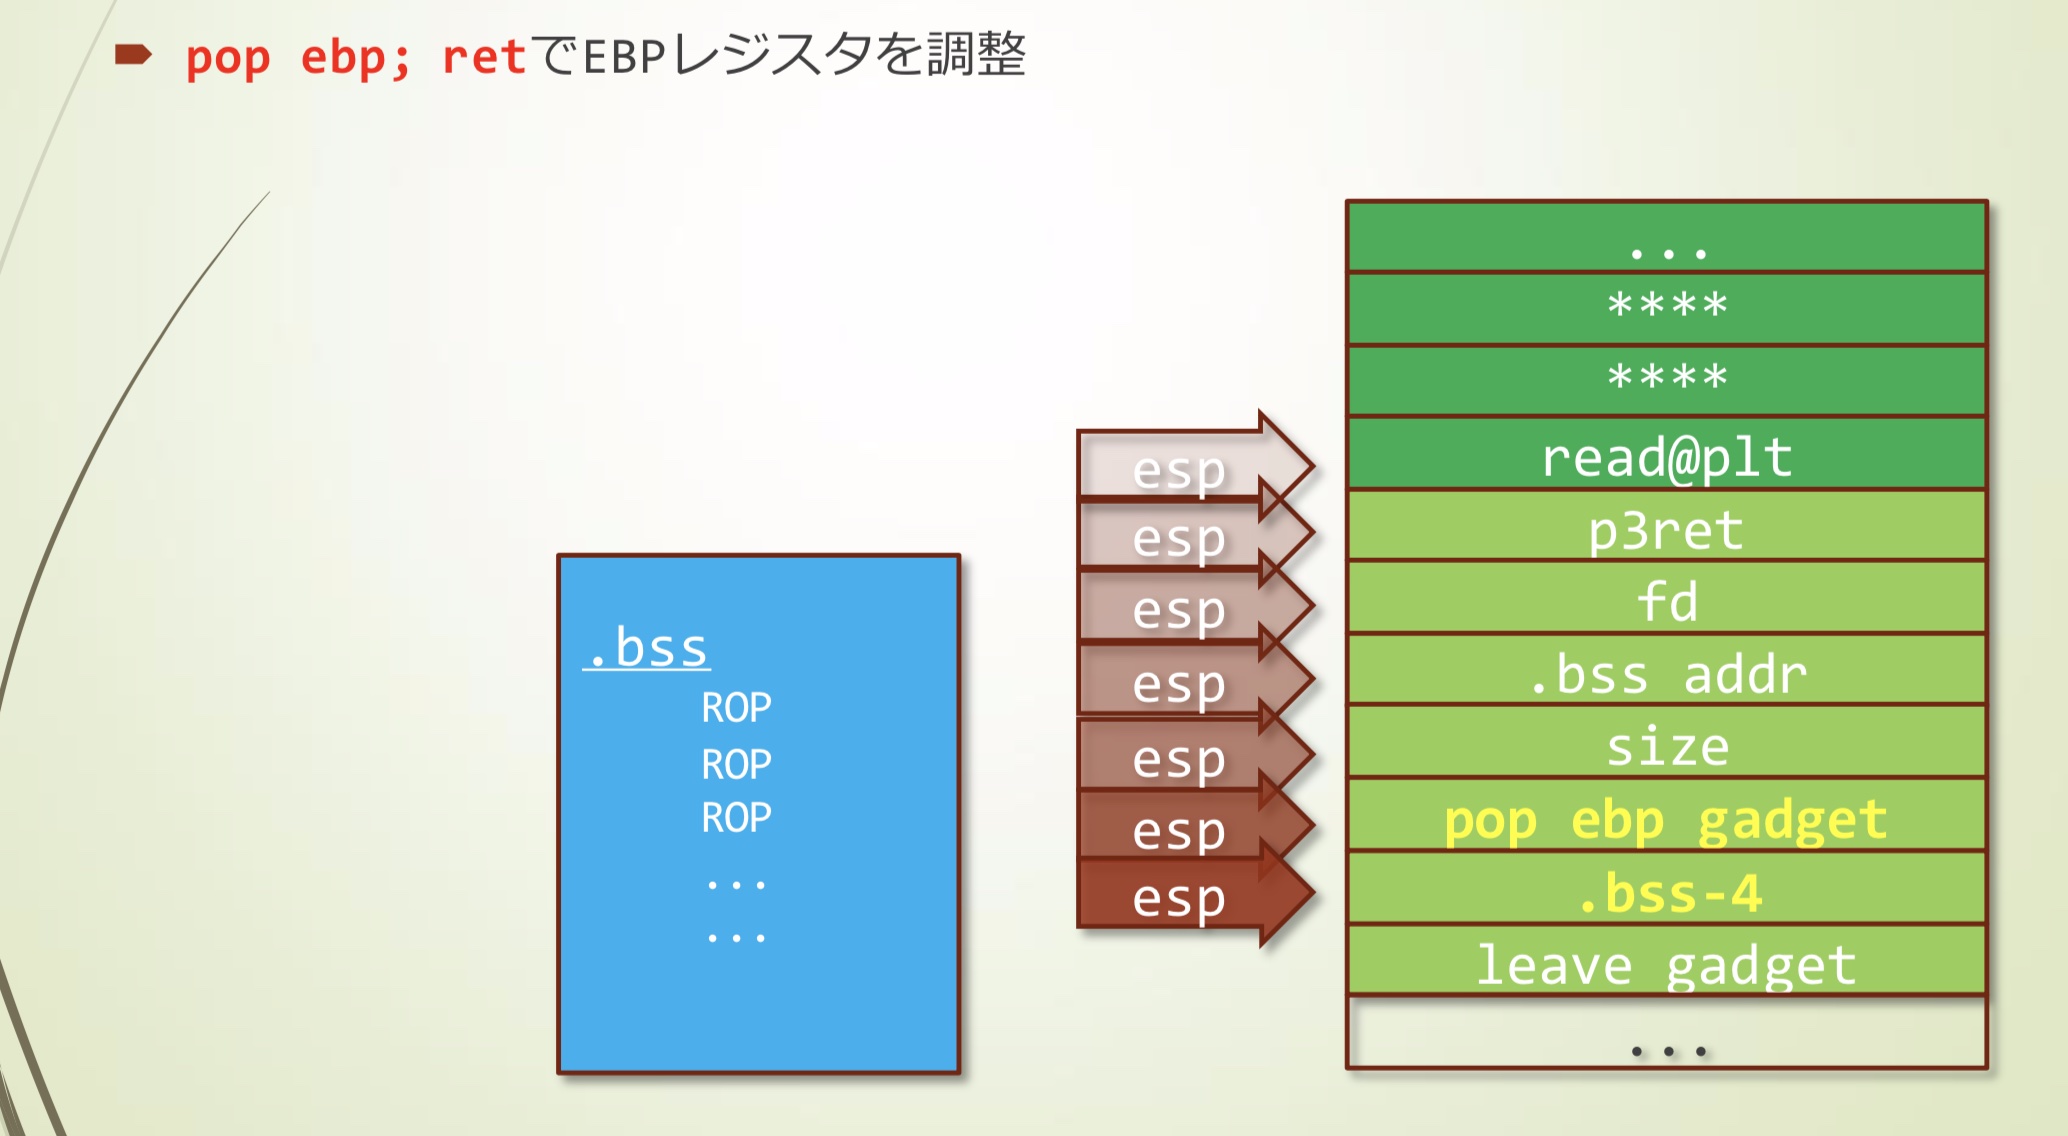 pop ebp; retでEBPレジスタを調整
.bss
ROP
ROP
ROP
...
...
esp
esp
esp
esp
esp
esp
esp
...
****
****
read@plt
p3ret
fd
.bss addr
size
pop ebp gadget
.bss-4
leave gadget
...